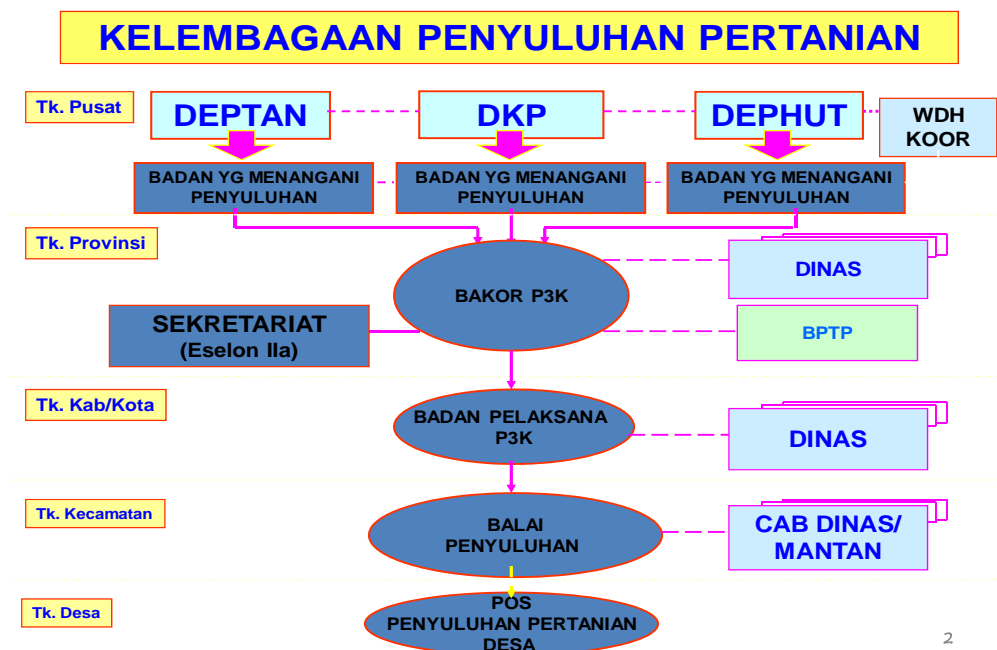 KELEMBAGAAN PENYULUHAN PERTANIAN
Tk. Pusat
DEPTAN
DKP
DEPHUT
WDH
KOOR
BADAN YG MENANGANI
PENYULUHAN
BADAN YG MENANGANI
PENYULUHAN
BADAN YG MENANGANI
PENYULUHAN
Tk. Provinsi
BAKOR P3K
DINAS
SEKRETARIAT
(Eselon IIa)
BPTP
Tk. Kab/Kota
BADAN PELAKSANA
P3K
DINAS
Tk. Kecamatan
BALAI
PENYULUHAN
CAB DINAS/
MANTAN
Tk. Desa
POS
PENYULUHAN PERTANIAN
DESA
2